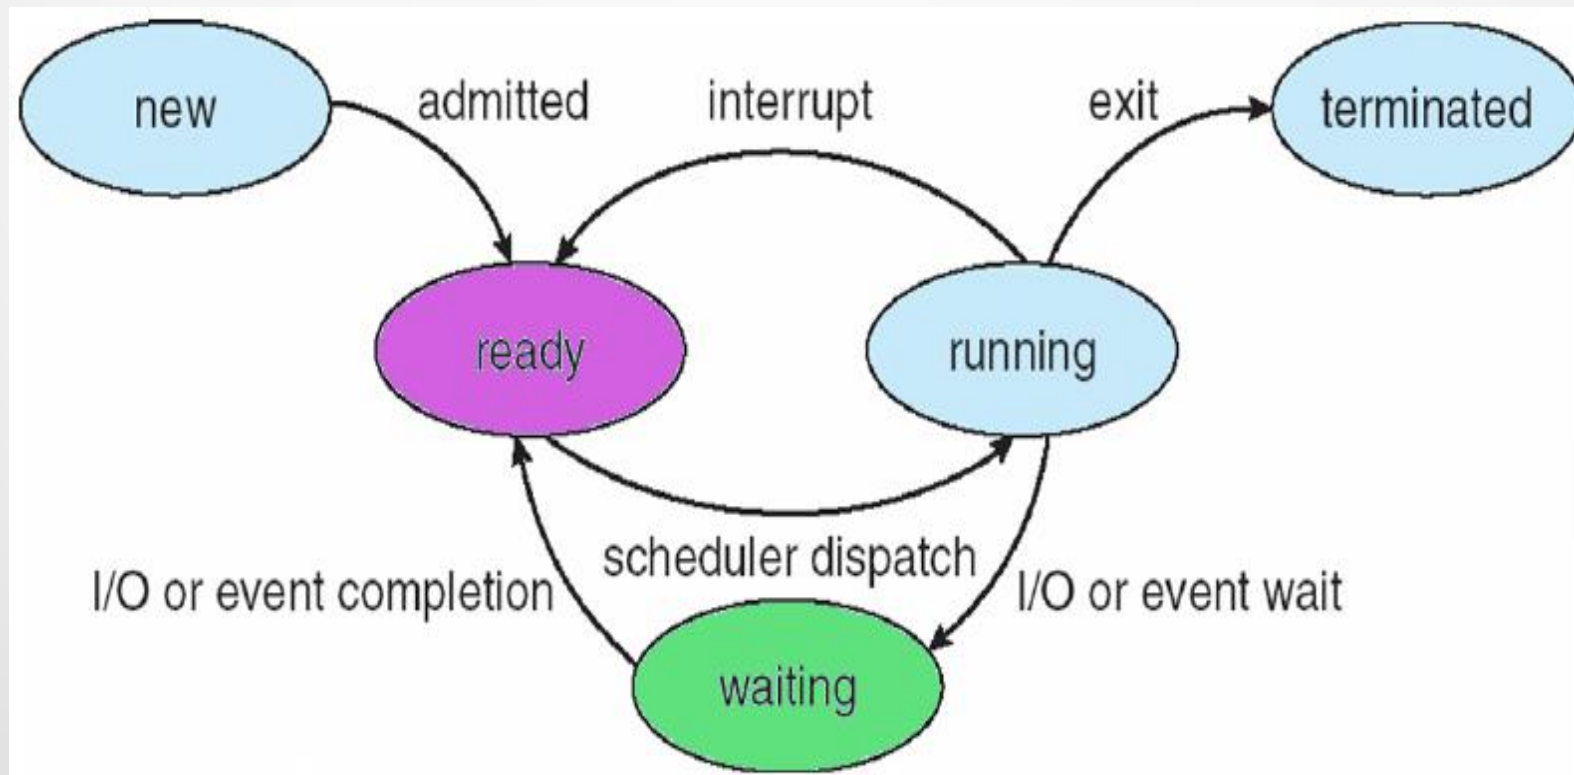 new
admitted
interrupt
exit
terminated
ready
running
scheduler dispatch
I/O or event completion
I/O or event wait
waiting